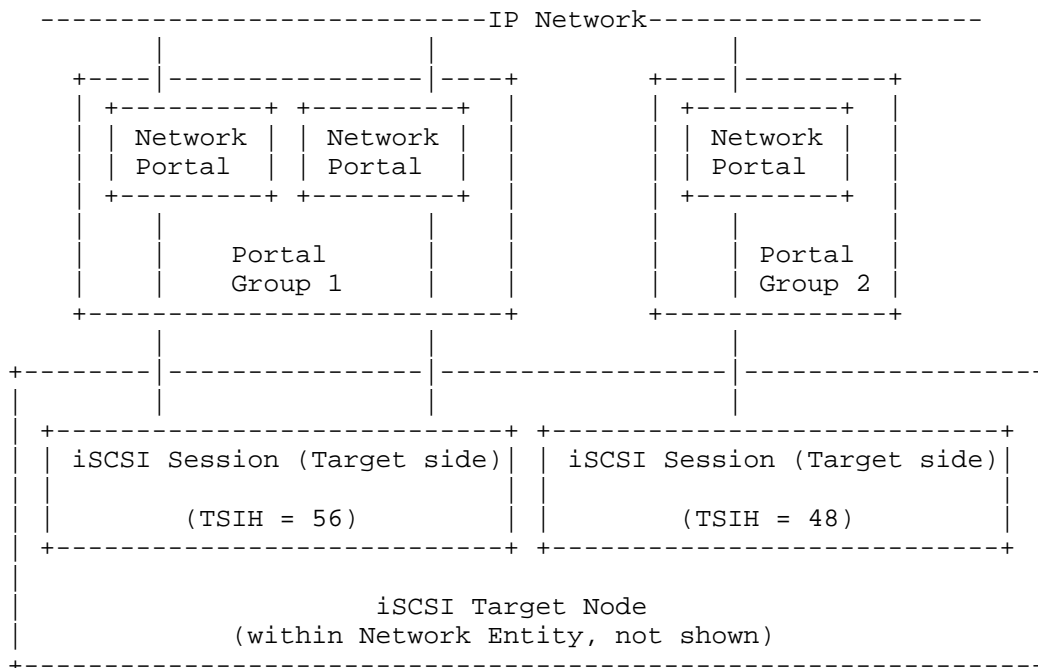 IP Network
Network Network Network
Portal Portal Portal
Portal Portal
Group 1 Group 2
iSCSI Session (Target side) iSCSI Session (Target side)
(TSIH = 56) (TSIH = 48)
iSCSI Target Node
(within Network Entity, not shown)